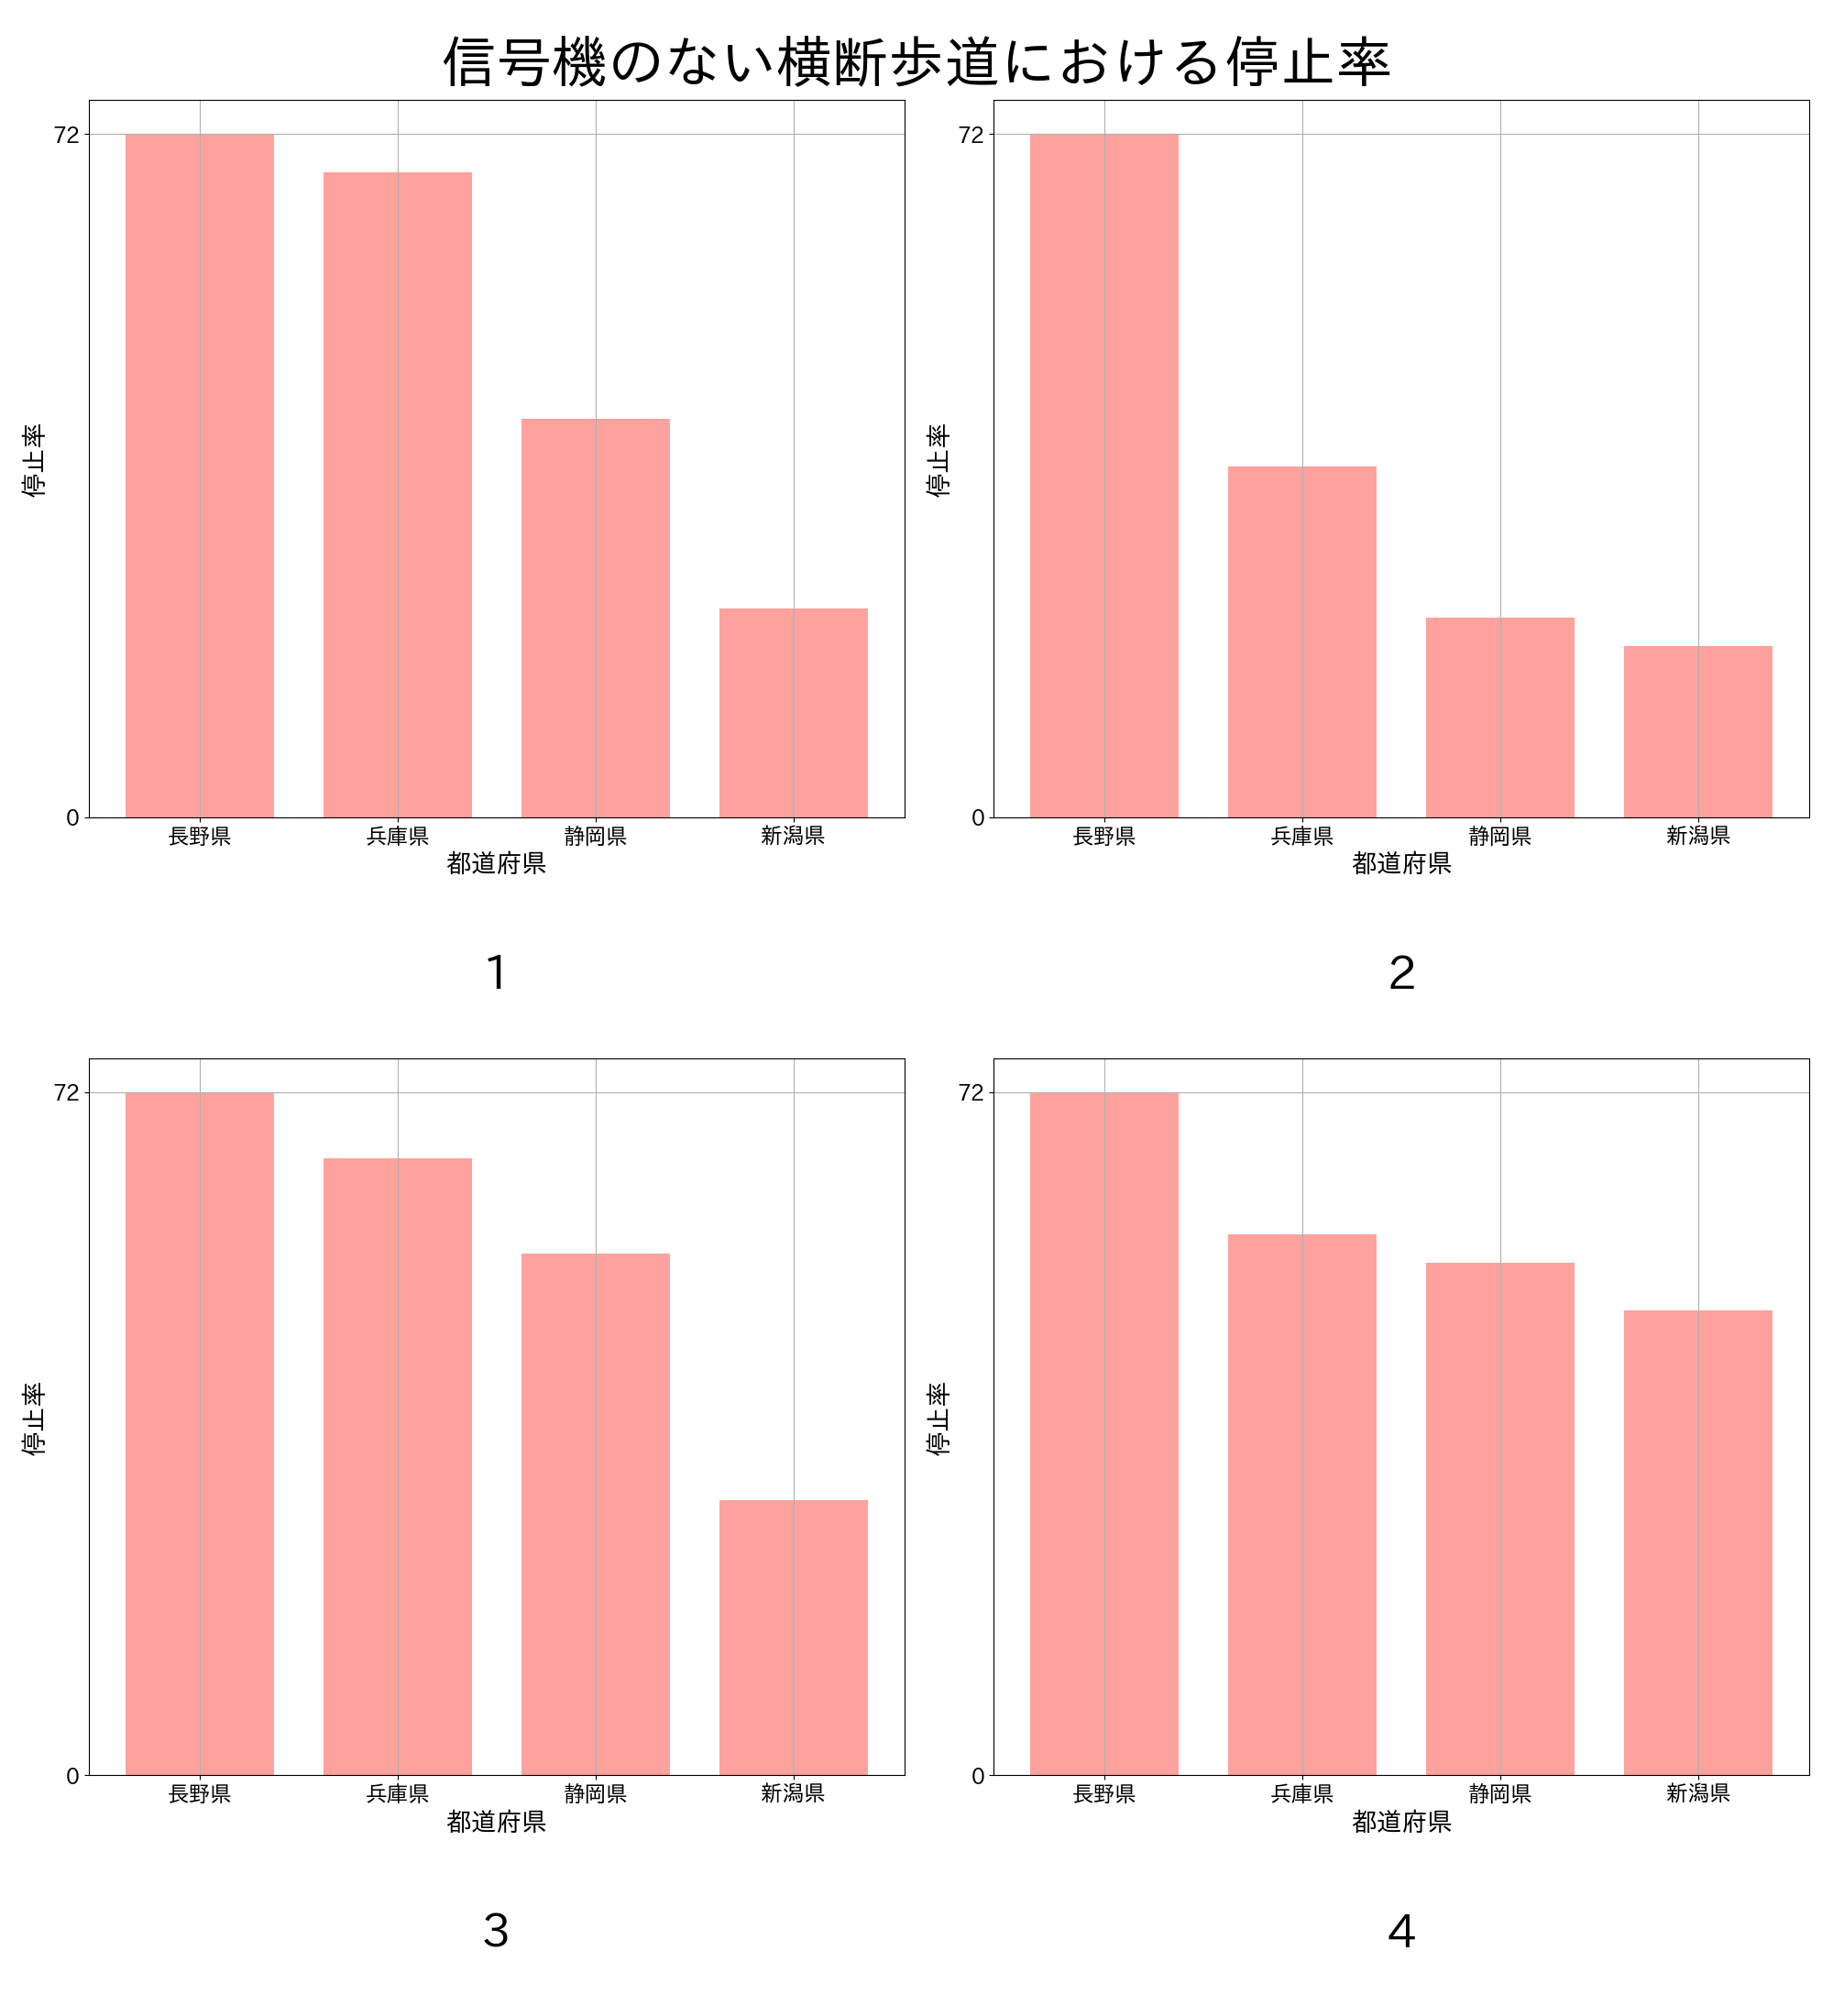 信号機のない横断歩道における停止率
72
0
停止率
長野県 兵庫県 静岡県 新潟県
都道府県
1
72
0
停止率
長野県 兵庫県 静岡県 新潟県
都道府県
2
72
0
停止率
長野県 兵庫県 静岡県 新潟県
都道府県
3
72
0
停止率
長野県 兵庫県 静岡県 新潟県
都道府県
4